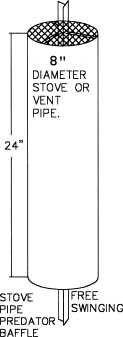 8"
DIAMETER
STOVE OR
VENT
PIPE.
24"
STOVE
PIPE
PREDATOR
BAFFLE
FREE
SWINGING